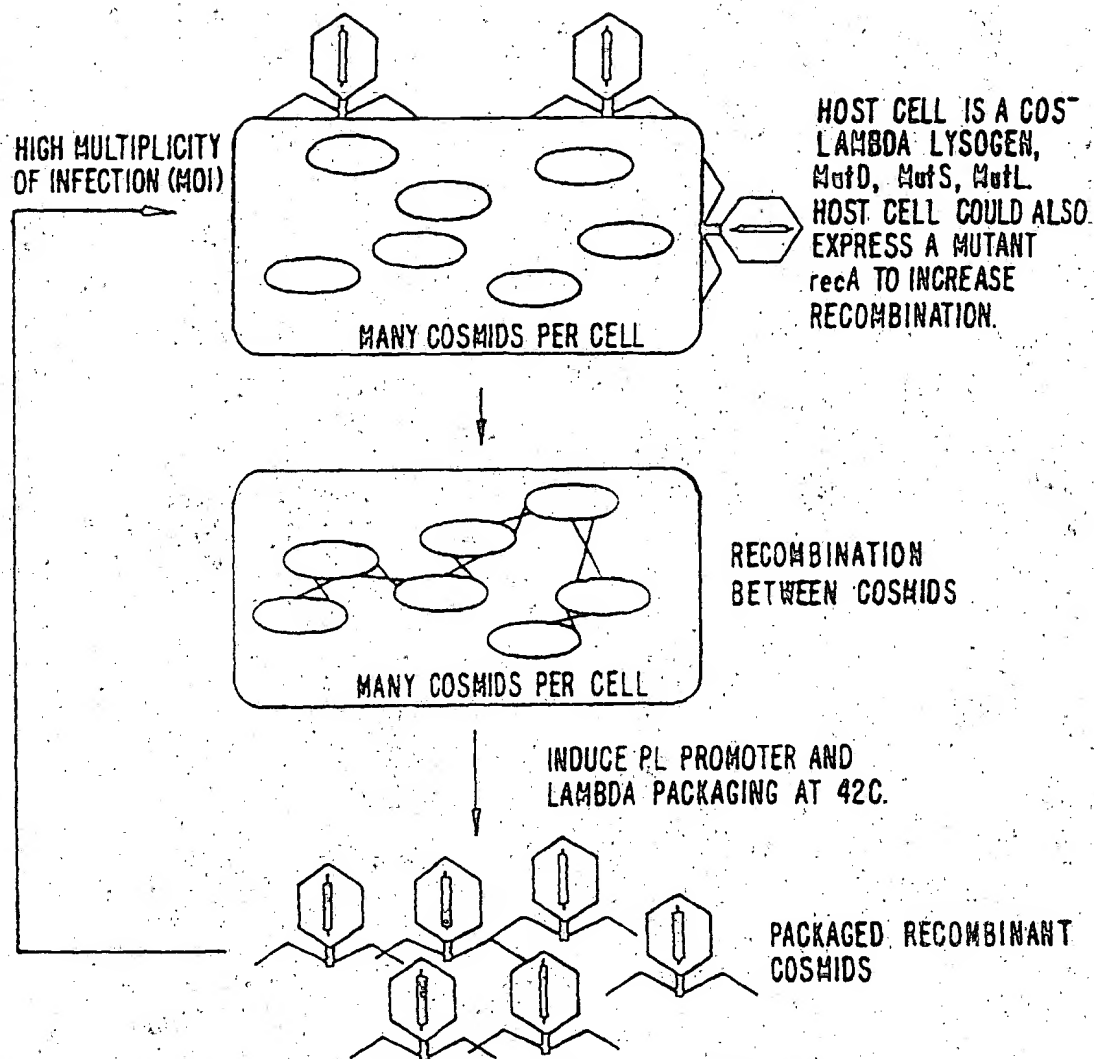 HIGH MULTIPLICITY
OF INFECTION (MOI)
HOST CELL IS A COS⁻
LAMBDA LYSOGEN,
MutD, MutS, MutL.
HOST CELL COULD ALSO
EXPRESS A MUTANT
recA TO INCREASE
RECOMBINATION.
MANY COSMIDS PER CELL
RECOMBINATION
BETWEEN COSMIDS
MANY COSMIDS PER CELL
INDUCE PL PROMOTER AND
LAMBDA PACKAGING AT 42C.
PACKAGED RECOMBINANT
COSMIDS